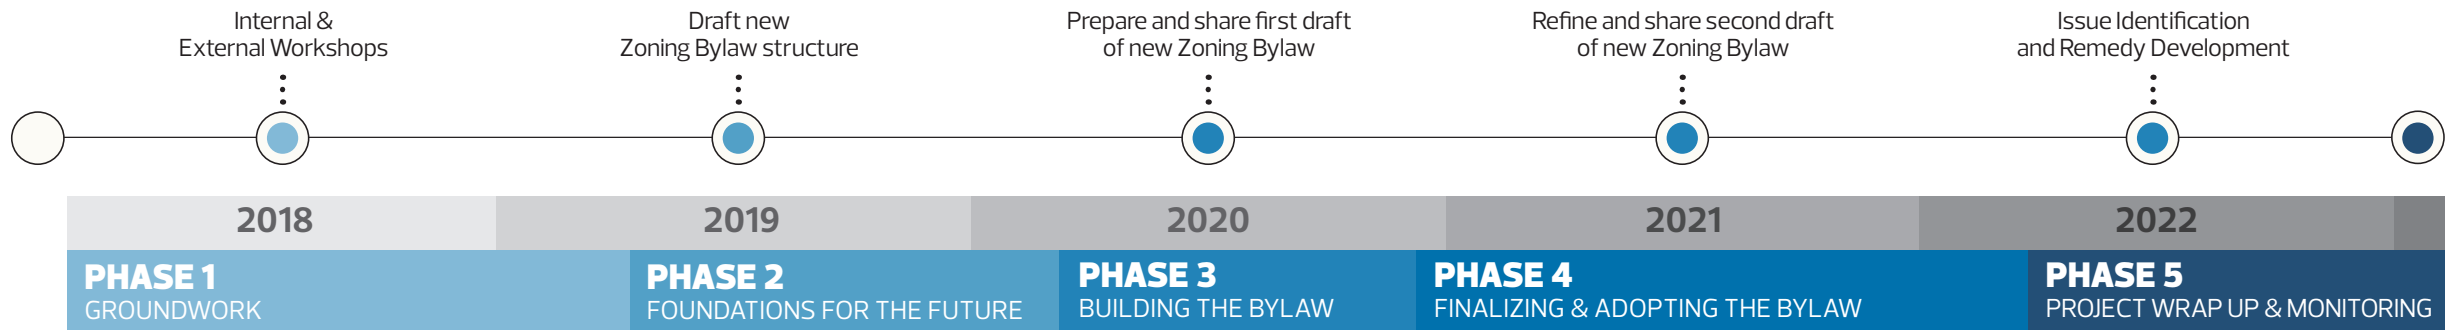 Internal &
External Workshops
Draft new
Zoning Bylaw structure
Prepare and share first draft
of new Zoning Bylaw
Refine and share second draft
of new Zoning Bylaw
Issue Identification
and Remedy Development
2018
2019
2020
2021
2022
PHASE 1
GROUNDWORK
PHASE 2
FOUNDATIONS FOR THE FUTURE
PHASE 3
BUILDING THE BYLAW
PHASE 4
FINALIZING & ADOPTING THE BYLAW
PHASE 5
PROJECT WRAP UP & MONITORING